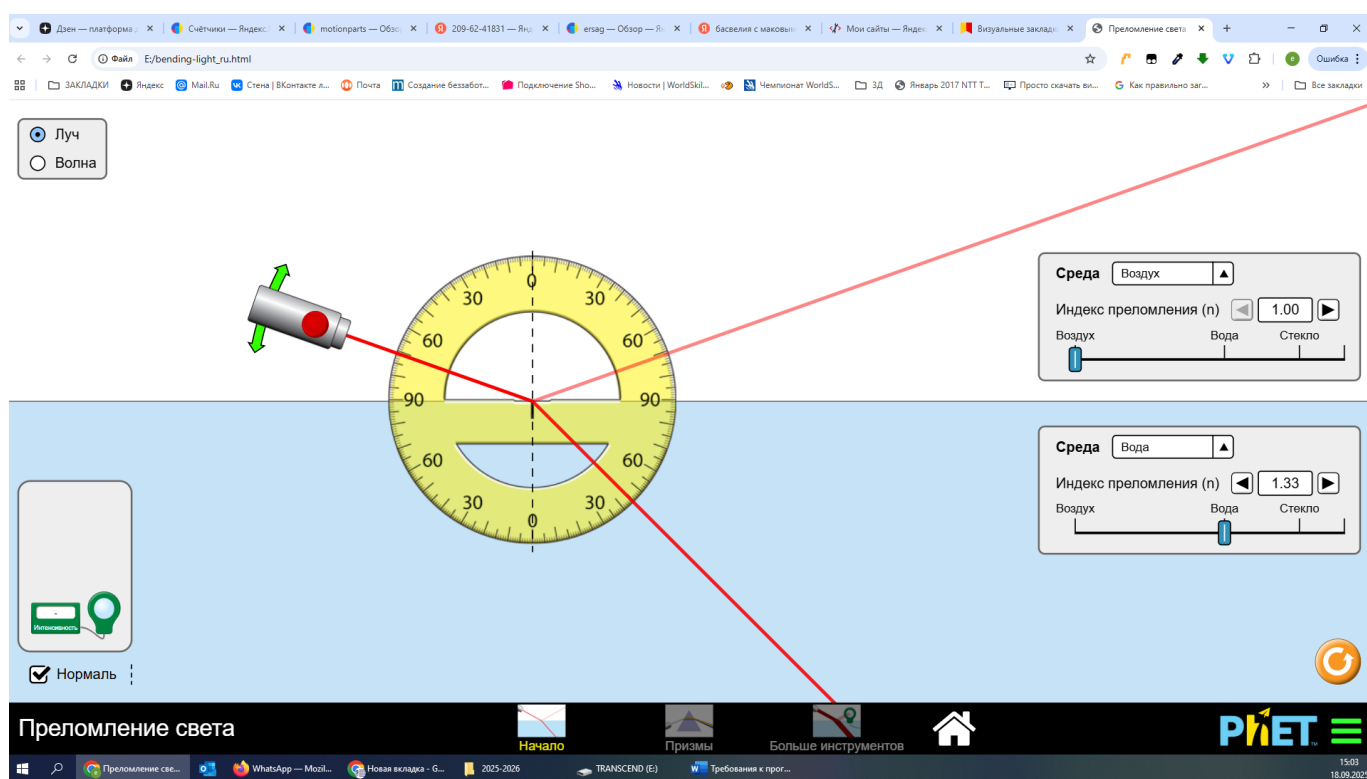 Дзен — платформа д
Счётчики — Яндекс.
motionparts — Обзор
209-62-41831 — Янд
ersag — Обзор — Я
басвелия с маковы
Мои сайты — Яндек
Визуальные заклад
Преломление света
Файл E:/bending-light_ru.html
e Ошибка
ЗАКЛАДКИ Яндекс Mail.Ru Стена | ВКонтакте л... Почта Создание беззабот... Подключение Sho... Новости | WorldSkil... Чемпионат WorldS... 3Д Январь 2017 NTT T... Просто скачать ви... Как правильно заг... » Все закладки
Луч
Волна
0
30 30
60 60
90 90
60 60
30 30
0
Среда Воздух
Индекс преломления (n) 1.00
Воздух Вода Стекло
Среда Вода
Индекс преломления (n) 1.33
Воздух Вода Стекло
Интенсивность
Нормаль
Преломление света
Начало
Призмы
Больше инструментов
PhET
Преломление све...
WhatsApp — Mozil...
Новая вкладка - G...
2025-2026
TRANSCEND (E:)
Требования к прог...
15:03
18.09.2025